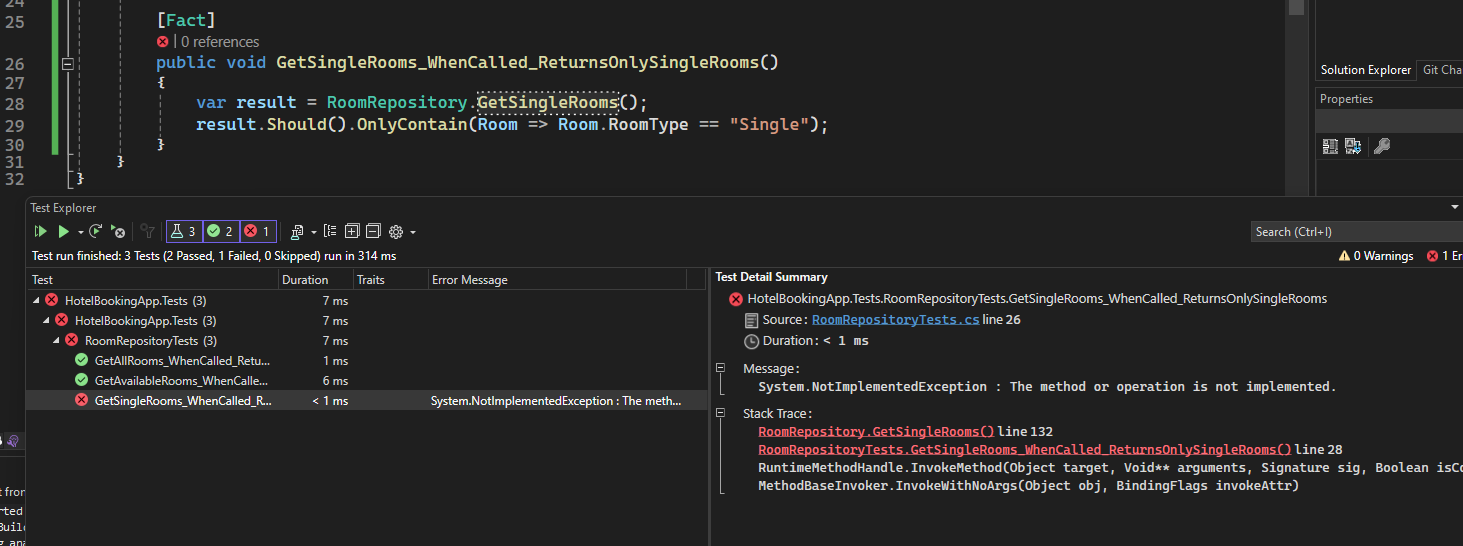 24
25 [Fact]
| 0 references
26 public void GetSingleRooms_WhenCalled_ReturnsOnlySingleRooms()
27 {
28 var result = RoomRepository.GetSingleRooms();
29 result.Should().OnlyContain(Room => Room.RoomType == "Single");
30 }
31 }
32 }
Solution Explorer Git Cha
Properties
Test Explorer
3 2 1
Search (Ctrl+I)
Test run finished: 3 Tests (2 Passed, 1 Failed, 0 Skipped) run in 314 ms
0 Warnings 1 Er
Test Duration Traits Error Message
HotelBookingApp.Tests (3) 7 ms
HotelBookingApp.Tests (3) 7 ms
RoomRepositoryTests (3) 7 ms
GetAllRooms_WhenCalled_Retu... 1 ms
GetAvailableRooms_WhenCalle... 6 ms
GetSingleRooms_WhenCalled_R... < 1 ms System.NotImplementedException : The meth...
Test Detail Summary
HotelBookingApp.Tests.RoomRepositoryTests.GetSingleRooms_WhenCalled_ReturnsOnlySingleRooms
Source: RoomRepositoryTests.cs line 26
Duration: < 1 ms
Message:
System.NotImplementedException : The method or operation is not implemented.
Stack Trace:
RoomRepository.GetSingleRooms() line 132
RoomRepositoryTests.GetSingleRooms_WhenCalled_ReturnsOnlySingleRooms() line 28
RuntimeMethodHandle.InvokeMethod(Object target, Void** arguments, Signature sig, Boolean isCo
MethodBaseInvoker.InvokeWithNoArgs(Object obj, BindingFlags invokeAttr)
t from
rted
Buil